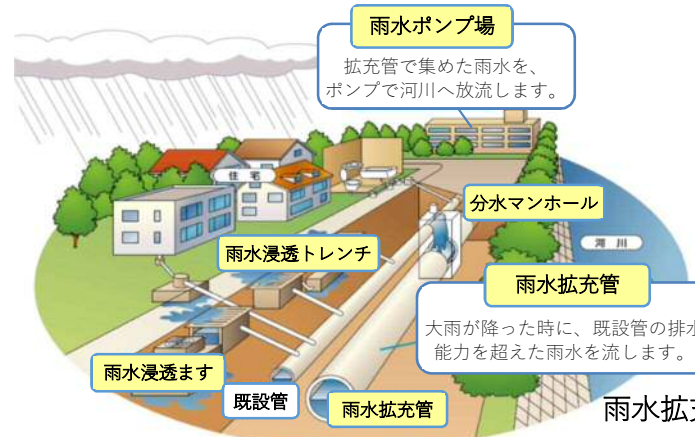 雨水ポンプ場
拡充管で集めた雨水を、
ポンプで河川へ放流します。
住宅
分水マンホール
河川
雨水浸透トレンチ
雨水拡充管
大雨が降った時に、既設管の排水
能力を超えた雨水を流します。
雨水浸透ます
既設管
雨水拡充管
雨水拡充